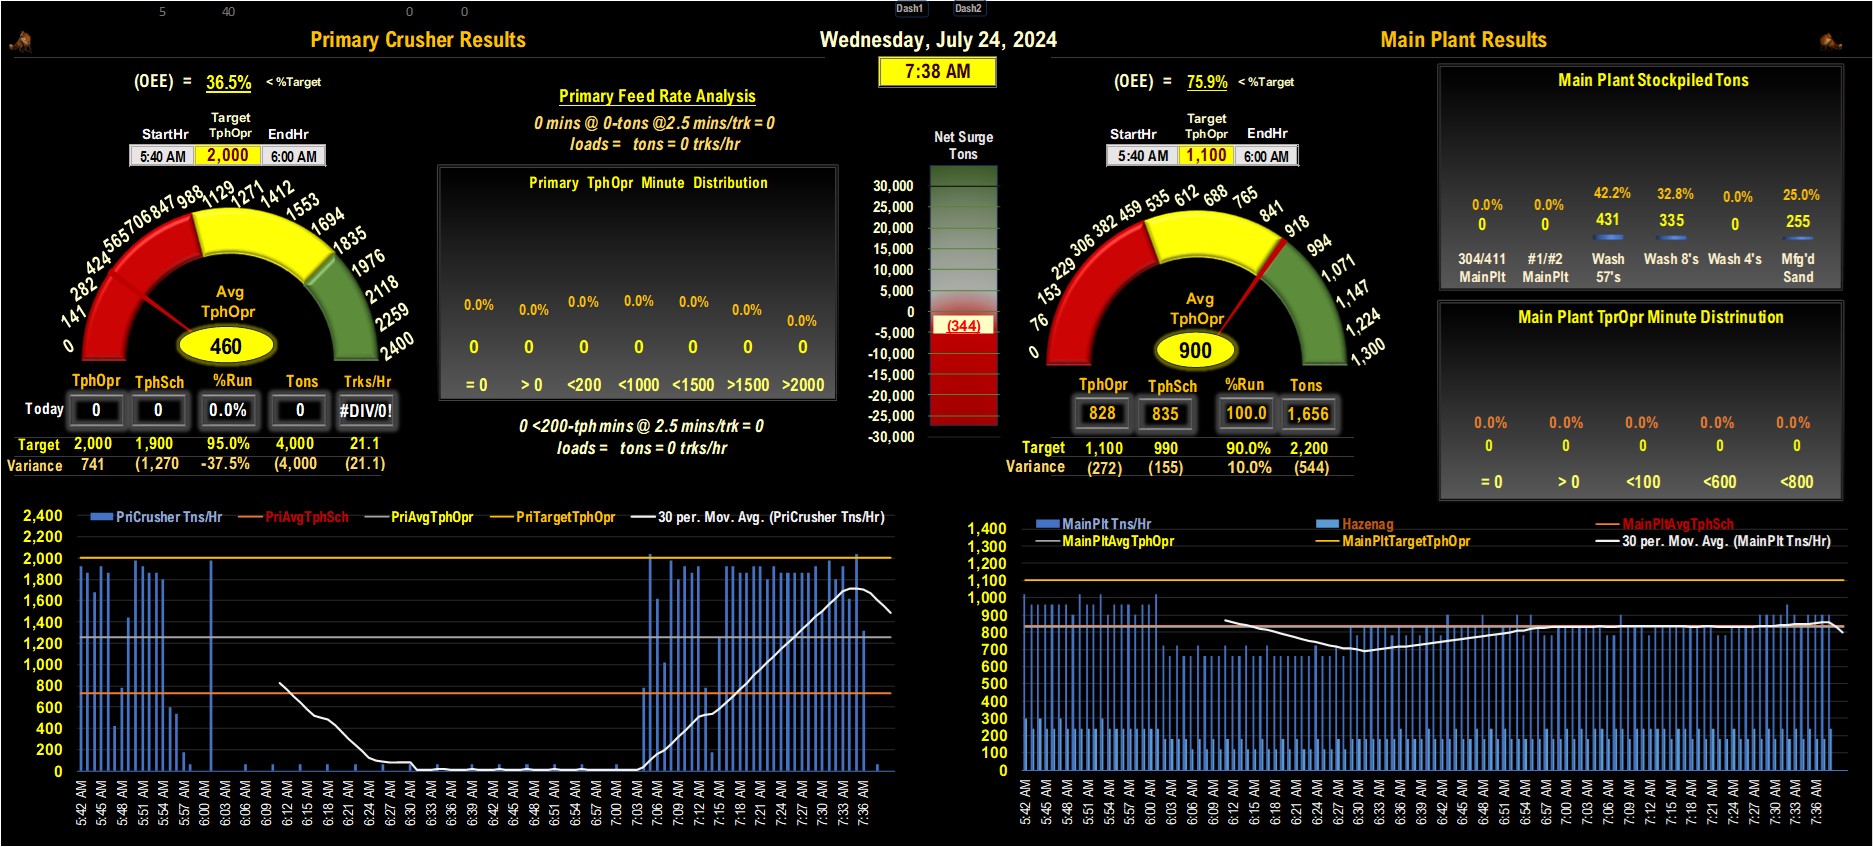 5 40 0 0 Dash1 Dash2
Primary Crusher Results
Wednesday, July 24, 2024
Main Plant Results
7:38 AM
(OEE) = 36.5% < %Target
StartHr Target TphOpr EndHr
5:40 AM 2,000 6:00 AM
0 141 282 424 565 706 847 988 1129 1271 1412 1553 1694 1835 1976 2118 2259 2400
Avg
TphOpr
460
TphOpr TphSch %Run Tons Trks/Hr
Today 0 0 0.0% 0 #DIV/0!
Target 2,000 1,900 95.0% 4,000 21.1
Variance 741 (1,270 -37.5% (4,000 (21.1)
Primary Feed Rate Analysis
0 mins @ 0-tons @2.5 mins/trk = 0
loads = tons = 0 trks/hr
Primary TphOpr Minute Distribution
0.0% 0.0% 0.0% 0.0% 0.0% 0.0% 0.0%
0 0 0 0 0 0 0
= 0 > 0 <200 <1000 <1500 >1500 >2000
0 <200-tph mins @ 2.5 mins/trk = 0
loads = tons = 0 trks/hr
Net Surge
Tons
30,000
25,000
20,000
15,000
10,000
5,000
0
(344)
-5,000
-10,000
-15,000
-20,000
-25,000
-30,000
(OEE) = 75.9% < %Target
StartHr Target TphOpr EndHr
5:40 AM 1,100 6:00 AM
0 76 153 229 306 382 459 535 612 688 765 841 918 994 1,071 1,147 1,224 1,300
Avg
TphOpr
900
TphOpr TphSch %Run Tons
828 835 100.0 1,656
Target 1,100 990 90.0% 2,200
Variance (272) (155) 10.0% (544)
Main Plant Stockpiled Tons
0.0% 0.0% 42.2% 32.8% 0.0% 25.0%
0 0 431 335 0 255
304/411 #1/#2 Wash Wash 8's Wash 4's Mfg'd
MainPlt MainPlt 57's Sand
Main Plant TprOpr Minute Distrinution
0.0% 0.0% 0.0% 0.0% 0.0%
0 0 0 0 0
= 0 > 0 <100 <600 <800
PriCrusher Tns/Hr PriAvgTphSch PriAvgTphOpr PriTargetTphOpr 30 per. Mov. Avg. (PriCrusher Tns/Hr)
2,400
2,200
2,000
1,800
1,600
1,400
1,200
1,000
800
600
400
200
0
5:42 AM 5:45 AM 5:48 AM 5:51 AM 5:54 AM 5:57 AM 6:00 AM 6:03 AM 6:09 AM 6:12 AM 6:15 AM 6:18 AM 6:21 AM 6:24 AM 6:27 AM 6:30 AM 6:33 AM 6:36 AM 6:39 AM 6:42 AM 6:45 AM 6:48 AM 6:51 AM 6:54 AM 6:57 AM 7:00 AM 7:03 AM 7:06 AM 7:09 AM 7:12 AM 7:15 AM 7:18 AM 7:21 AM 7:24 AM 7:27 AM 7:30 AM 7:33 AM 7:36 AM
MainPlt Tns/Hr Hazenag MainPltAvgTphSch
MainPltAvgTphOpr MainPltTargetTphOpr 30 per. Mov. Avg. (MainPlt Tns/Hr)
1,400
1,300
1,200
1,100
1,000
900
800
700
600
500
400
300
200
100
0
5:42 AM 5:45 AM 5:48 AM 5:51 AM 5:54 AM 5:57 AM 6:00 AM 6:03 AM 6:09 AM 6:12 AM 6:15 AM 6:18 AM 6:21 AM 6:24 AM 6:27 AM 6:30 AM 6:33 AM 6:36 AM 6:39 AM 6:42 AM 6:45 AM 6:48 AM 6:51 AM 6:54 AM 6:57 AM 7:00 AM 7:03 AM 7:06 AM 7:09 AM 7:12 AM 7:15 AM 7:18 AM 7:21 AM 7:24 AM 7:27 AM 7:30 AM 7:33 AM 7:36 AM